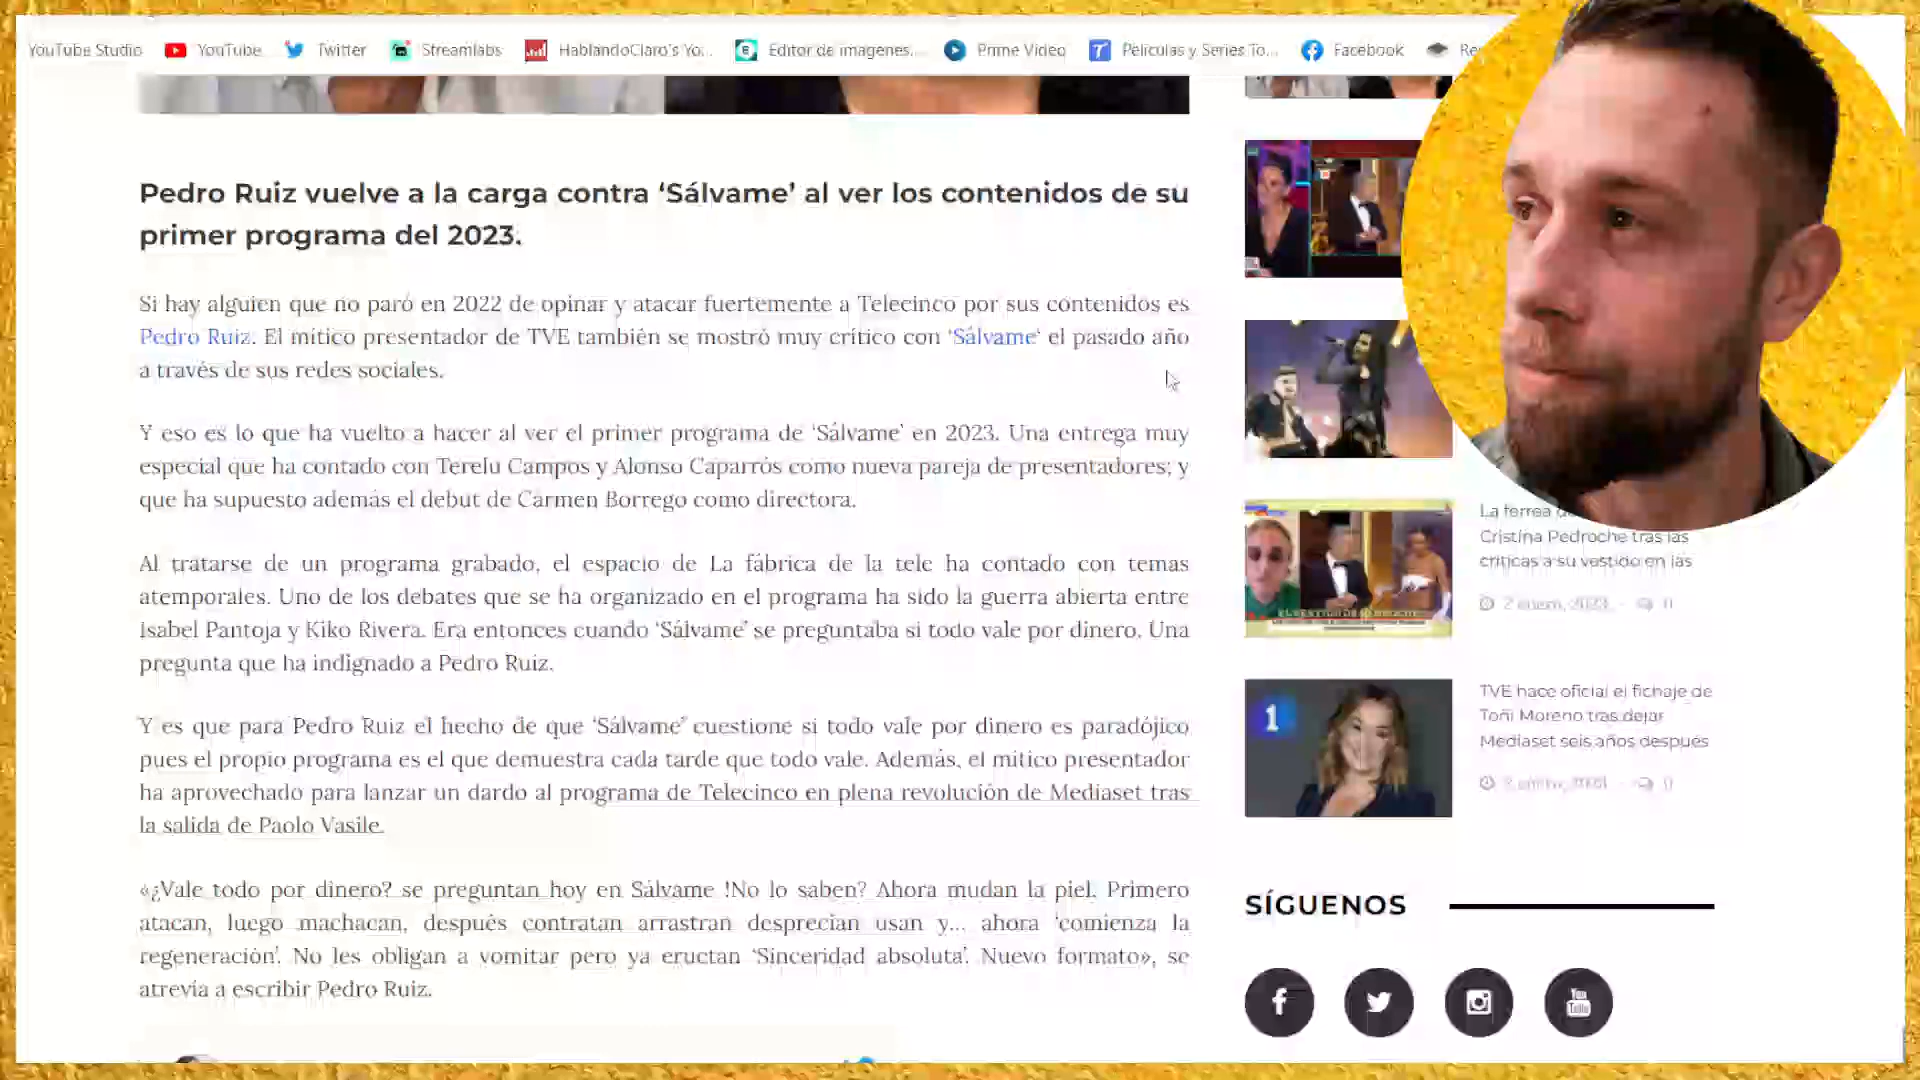 YouTube Studio YouTube Twitter Streamlabs HablandoClaro's Yo... Editor de imágenes... Prime Video Películas y Series To... Facebook
Pedro Ruiz vuelve a la carga contra ‘Sálvame’ al ver los contenidos de su
primer programa del 2023.
Si hay alguien que no paró en 2022 de opinar y atacar fuertemente a Telecinco por sus contenidos es
Pedro Ruiz. El mítico presentador de TVE también se mostró muy crítico con ‘Sálvame‘ el pasado año
a través de sus redes sociales.
Y eso es lo que ha vuelto a hacer al ver el primer programa de ‘Sálvame’ en 2023. Una entrega muy
especial que ha contado con Terelu Campos y Alonso Caparrós como nueva pareja de presentadores; y
que ha supuesto además el debut de Carmen Borrego como directora.
Al tratarse de un programa grabado, el espacio de La fábrica de la tele ha contado con temas
atemporales. Uno de los debates que se ha organizado en el programa ha sido la guerra abierta entre
Isabel Pantoja y Kiko Rivera. Era entonces cuando ‘Sálvame’ se preguntaba si todo vale por dinero. Una
pregunta que ha indignado a Pedro Ruiz.
Y es que para Pedro Ruiz el hecho de que ‘Sálvame’ cuestione si todo vale por dinero es paradójico
pues el propio programa es el que demuestra cada tarde que todo vale. Además, el mítico presentador
ha aprovechado para lanzar un dardo al programa de Telecinco en plena revolución de Mediaset tras
la salida de Paolo Vasile.
«¿Vale todo por dinero? se preguntan hoy en Sálvame !No lo saben? Ahora mudan la piel. Primero
atacan, luego machacan, después contratan arrastran desprecian usan y… ahora ‘comienza la
regeneración’. No les obligan a vomitar pero ya eructan ‘Sinceridad absoluta’. Nuevo formato», se
atrevía a escribir Pedro Ruiz.
La
Cristina Pedroche tras las
críticas a su vestido en las
2 enero, 2023 0
1
TVE hace oficial el fichaje de
Toñi Moreno tras dejar
Mediaset seis años después
0
SÍGUENOS
You
Tube